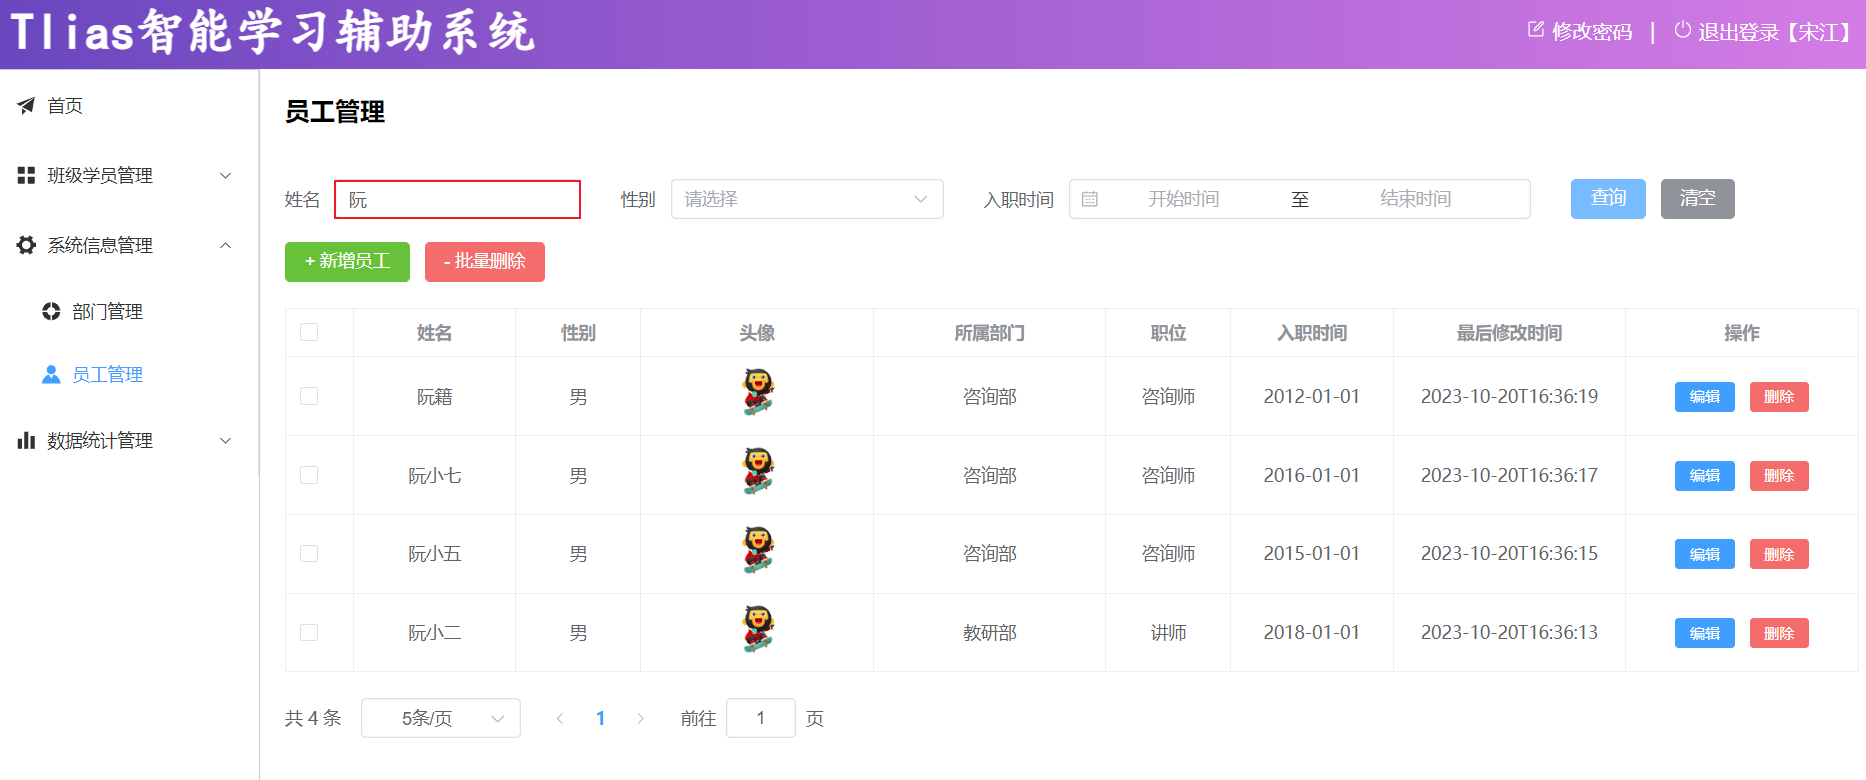 Tlias智能学习辅助系统
修改密码 | 退出登录【宋江】
首页
班级学员管理
系统信息管理
部门管理
员工管理
数据统计管理
员工管理
姓名 阮 性别 请选择 入职时间 开始时间 至 结束时间 查询 清空
+ 新增员工 - 批量删除
姓名 性别 头像 所属部门 职位 入职时间 最后修改时间 操作
阮籍 男 咨询部 咨询师 2012-01-01 2023-10-20T16:36:19 编辑 删除
阮小七 男 咨询部 咨询师 2016-01-01 2023-10-20T16:36:17 编辑 删除
阮小五 男 咨询部 咨询师 2015-01-01 2023-10-20T16:36:15 编辑 删除
阮小二 男 教研部 讲师 2018-01-01 2023-10-20T16:36:13 编辑 删除
共 4 条 5条/页 1 前往 1 页